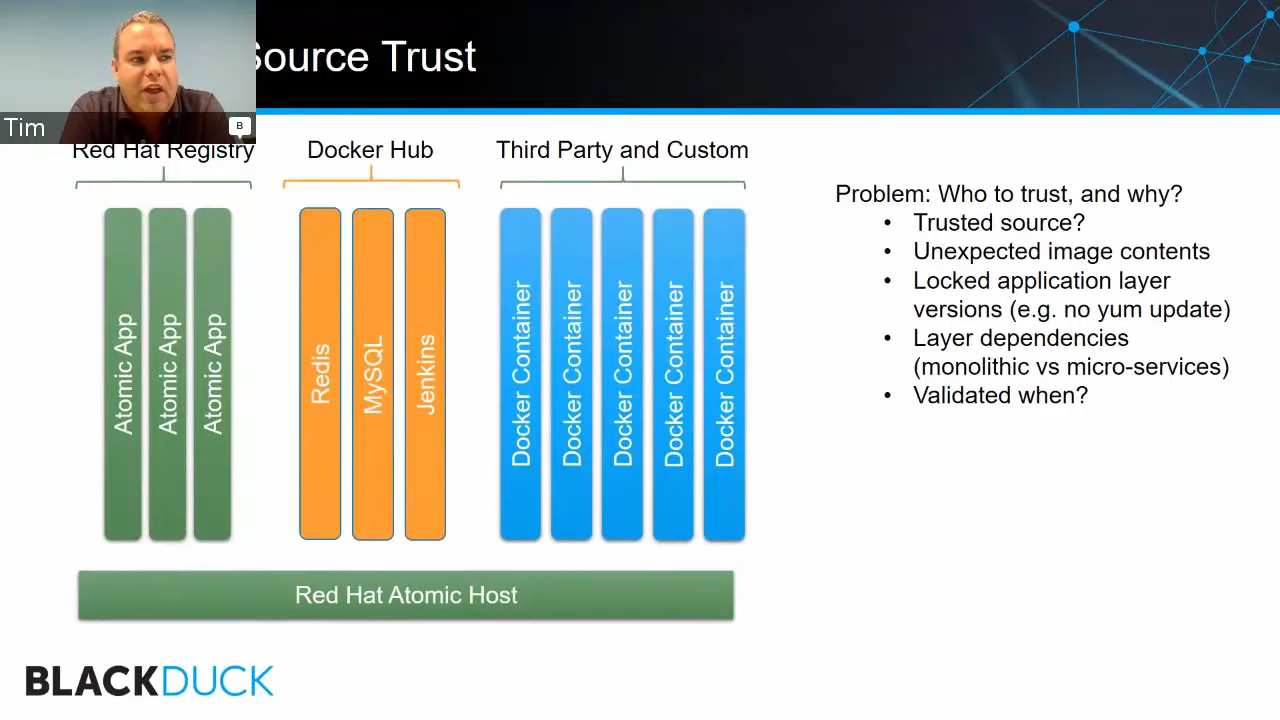 Source Trust
Tim
B
Red Hat Registry
Docker Hub
Third Party and Custom
Problem: Who to trust, and why?
• Trusted source?
• Unexpected image contents
• Locked application layer
versions (e.g. no yum update)
• Layer dependencies
(monolithic vs micro-services)
• Validated when?
Atomic App
Atomic App
Atomic App
Redis
MySQL
Jenkins
Docker Container
Docker Container
Docker Container
Docker Container
Docker Container
Red Hat Atomic Host
BLACKDUCK